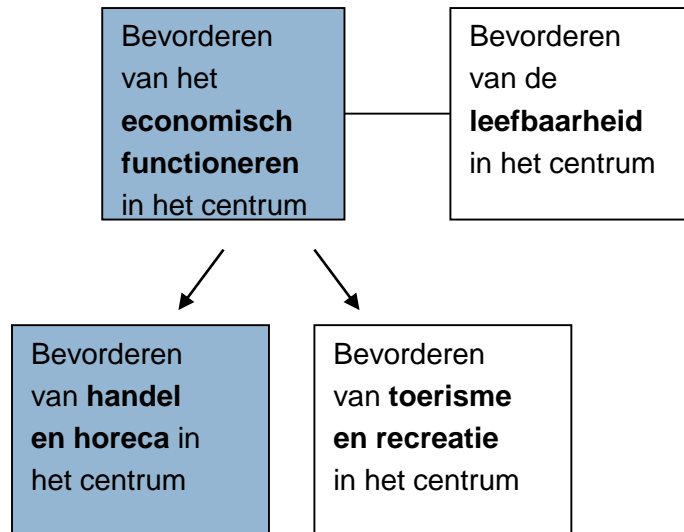 Bevorderen
van het
economisch
functioneren
in het centrum
Bevorderen
van de
leefbaarheid
in het centrum
Bevorderen
van handel
en horeca in
het centrum
Bevorderen
van toerisme
en recreatie
in het centrum